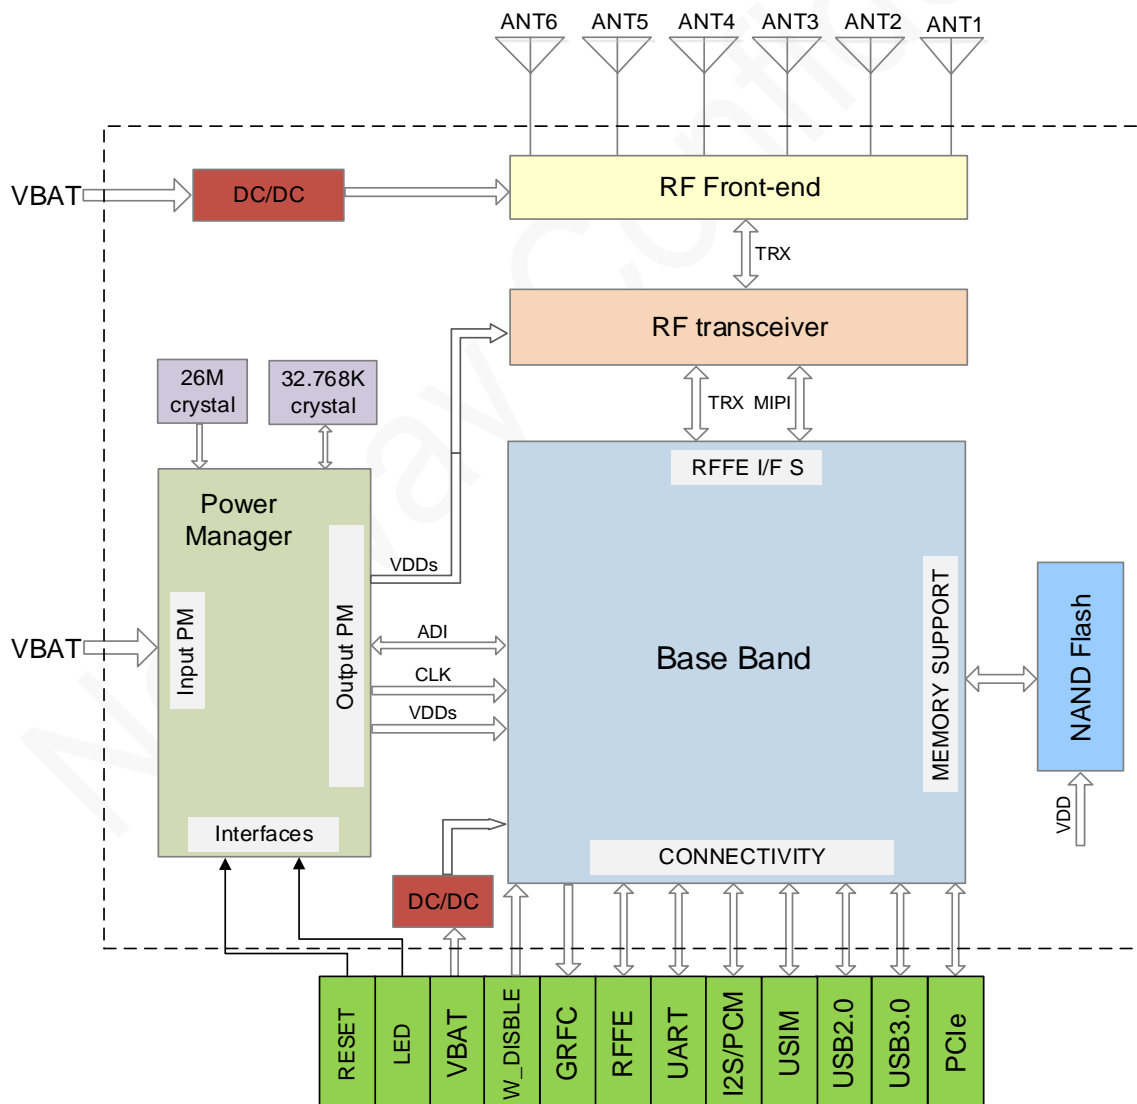 ANT6 ANT5 ANT4 ANT3 ANT2 ANT1
VBAT
DC/DC
RF Front-end
TRX
RF transceiver
26M
crystal
32.768K
crystal
TRX MIPI
RFFE I/F S
Power
Manager
Input PM
Output PM
Interfaces
VBAT
VDDs
ADI
CLK
VDDs
Base Band
MEMORY SUPPORT
NAND Flash
VDD
CONNECTIVITY
DC/DC
RESET
LED
VBAT
W_DISBLE
GRFC
RFFE
UART
I2S/PCM
USIM
USB2.0
USB3.0
PCIe